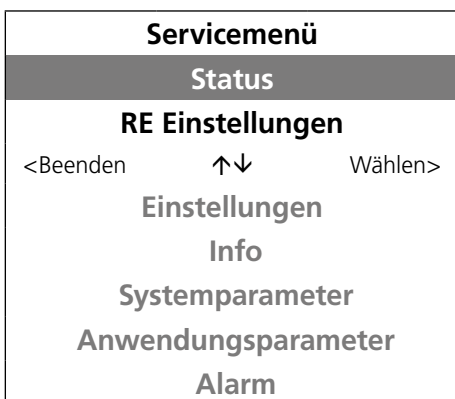 Servicemenü
Status
RE Einstellungen
<Beenden ↑↓ Wählen>
Einstellungen
Info
Systemparameter
Anwendungsparameter
Alarm